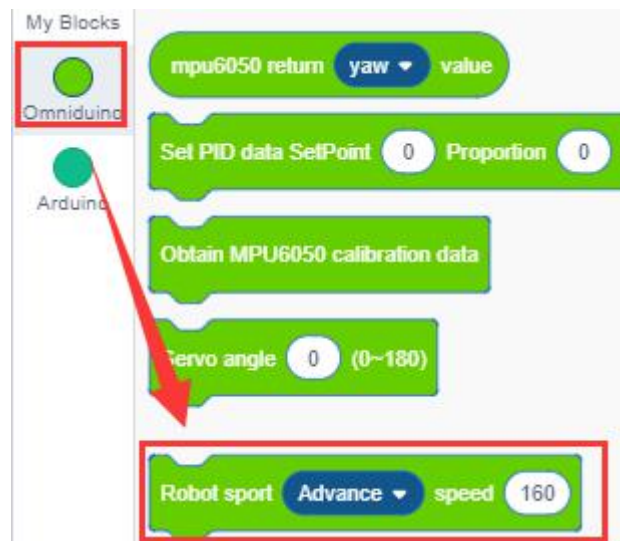 My Blocks
Omniduino
Arduino
mpu6050 return yaw value
Set PID data SetPoint 0 Proportion 0
Obtain MPU6050 calibration data
Servo angle 0 (0~180)
Robot sport Advance speed 160